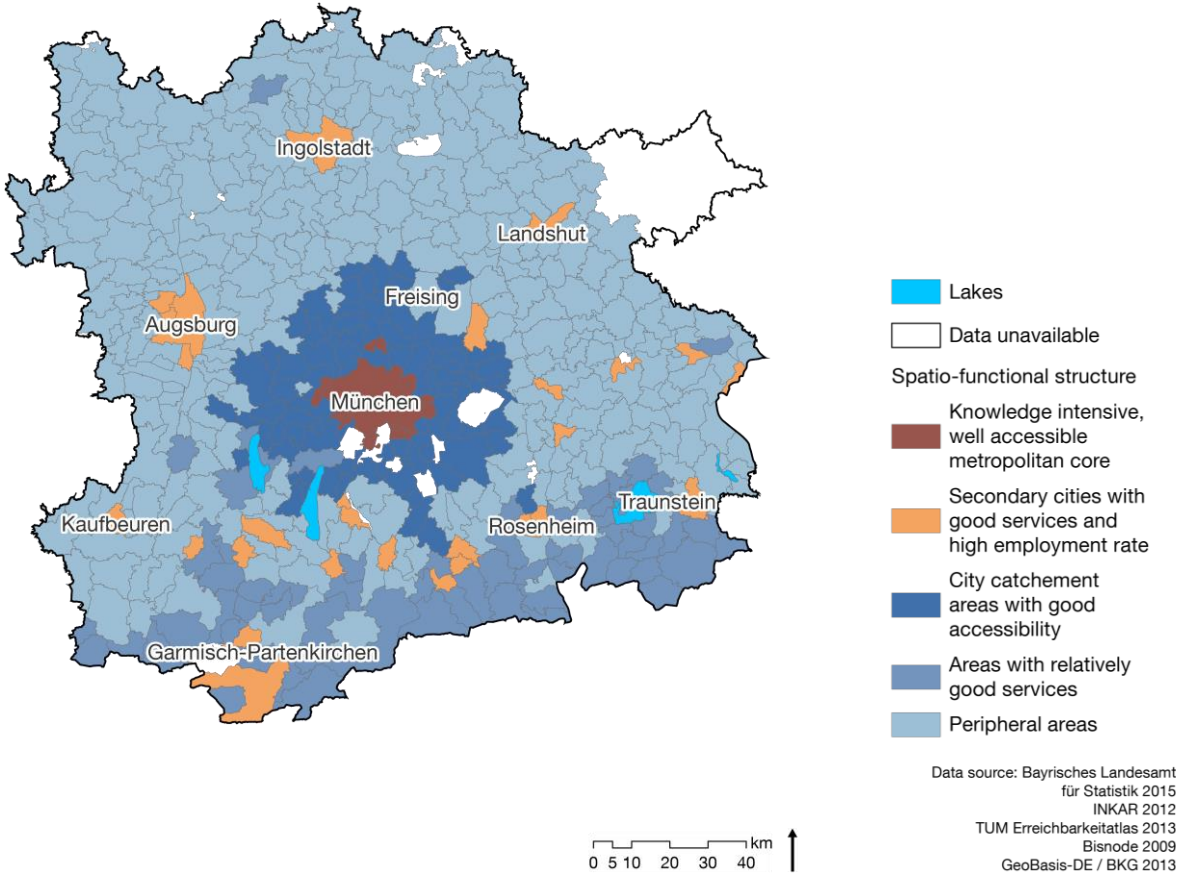 Ingolstadt
Landshut
Freising
Augsburg
München
Kaufbeuren
Rosenheim
Traunstein
Garmisch-Partenkirchen
Lakes
Data unavailable
Spatio-functional structure
Knowledge intensive,
well accessible
metropolitan core
Secondary cities with
good services and
high employment rate
City catchement
areas with good
accessibility
Areas with relatively
good services
Peripheral areas
Data source: Bayrisches Landesamt
für Statistik 2015
INKAR 2012
TUM Erreichbarkeitatlas 2013
Bisnode 2009
GeoBasis-DE / BKG 2013
km
0 5 10 20 30 40